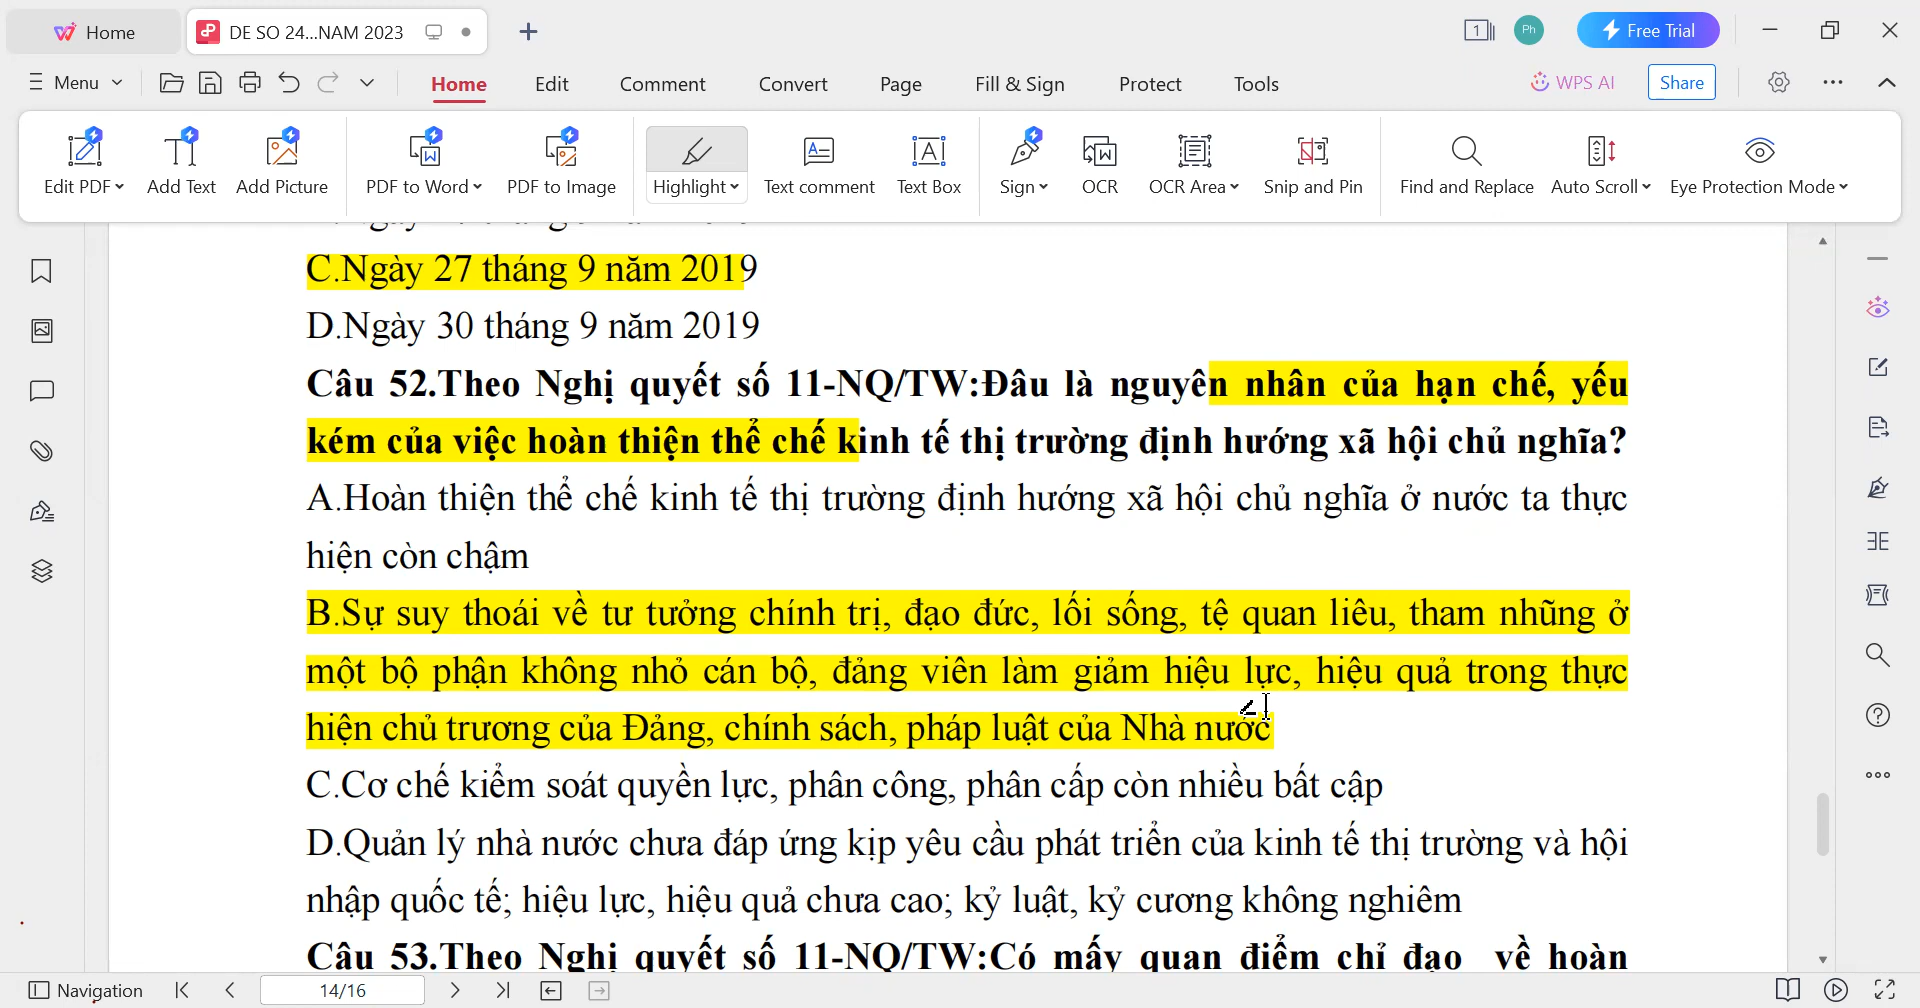 Home
DE SO 24...NAM 2023
1
Ph
Free Trial
Menu
Home
Edit
Comment
Convert
Page
Fill & Sign
Protect
Tools
WPS AI
Share
Edit PDF
Add Text
Add Picture
PDF to Word
PDF to Image
Highlight
Text comment
Text Box
Sign
OCR
OCR Area
Snip and Pin
Find and Replace
Auto Scroll
Eye Protection Mode
C.Ngày 27 tháng 9 năm 2019
D.Ngày 30 tháng 9 năm 2019
Câu 52.Theo Nghị quyết số 11-NQ/TW:Đâu là nguyên nhân của hạn chế, yếu
kém của việc hoàn thiện thể chế kinh tế thị trường định hướng xã hội chủ nghĩa?
A.Hoàn thiện thể chế kinh tế thị trường định hướng xã hội chủ nghĩa ở nước ta thực
hiện còn chậm
B.Sự suy thoái về tư tưởng chính trị, đạo đức, lối sống, tệ quan liêu, tham nhũng ở
một bộ phận không nhỏ cán bộ, đảng viên làm giảm hiệu lực, hiệu quả trong thực
hiện chủ trương của Đảng, chính sách, pháp luật của Nhà nước
C.Cơ chế kiểm soát quyền lực, phân công, phân cấp còn nhiều bất cập
D.Quản lý nhà nước chưa đáp ứng kịp yêu cầu phát triển của kinh tế thị trường và hội
nhập quốc tế; hiệu lực, hiệu quả chưa cao; kỷ luật, kỷ cương không nghiêm
Câu 53.Theo Nghị quyết số 11-NQ/TW:Có mấy quan điểm chỉ đạo về hoàn
Navigation
14/16